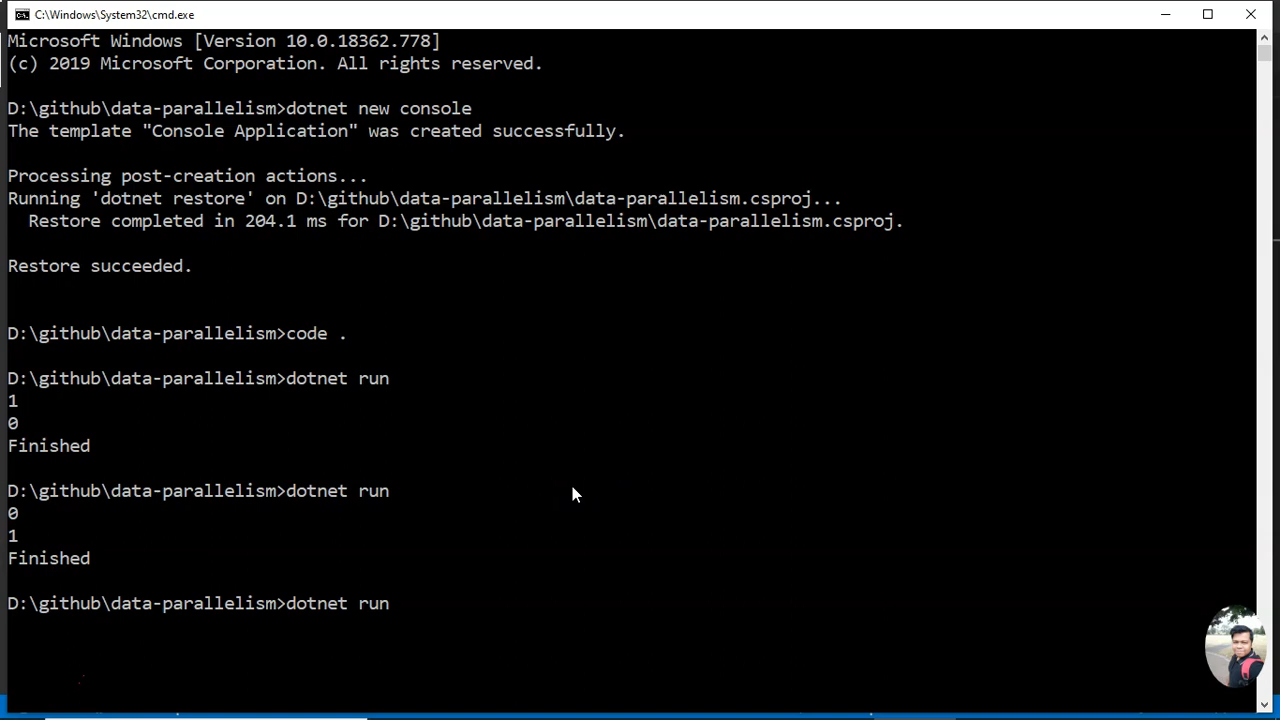 C:\Windows\System32\cmd.exe
Microsoft Windows [Version 10.0.18362.778]
(c) 2019 Microsoft Corporation. All rights reserved.
D:\github\data-parallelism>dotnet new console
The template "Console Application" was created successfully.
Processing post-creation actions...
Running 'dotnet restore' on D:\github\data-parallelism\data-parallelism.csproj...
Restore completed in 204.1 ms for D:\github\data-parallelism\data-parallelism.csproj.
Restore succeeded.
D:\github\data-parallelism>code .
D:\github\data-parallelism>dotnet run
1
0
Finished
D:\github\data-parallelism>dotnet run
0
1
Finished
D:\github\data-parallelism>dotnet run